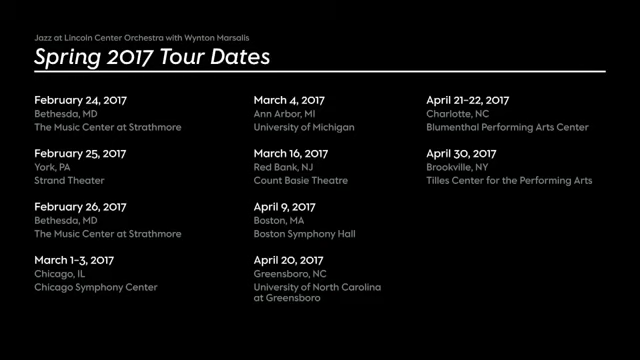 Jazz at Lincoln Center Orchestra with Wynton Marsalis
Spring 2017 Tour Dates
February 24, 2017
Bethesda, MD
The Music Center at Strathmore
February 25, 2017
York, PA
Strand Theater
February 26, 2017
Bethesda, MD
The Music Center at Strathmore
March 1–3, 2017
Chicago, IL
Chicago Symphony Center
March 4, 2017
Ann Arbor, MI
University of Michigan
March 16, 2017
Red Bank, NJ
Count Basie Theatre
April 9, 2017
Boston, MA
Boston Symphony Hall
April 20, 2017
Greensboro, NC
University of North Carolina
at Greensboro
April 21–22, 2017
Charlotte, NC
Blumenthal Performing Arts Center
April 30, 2017
Brookville, NY
Tilles Center for the Performing Arts